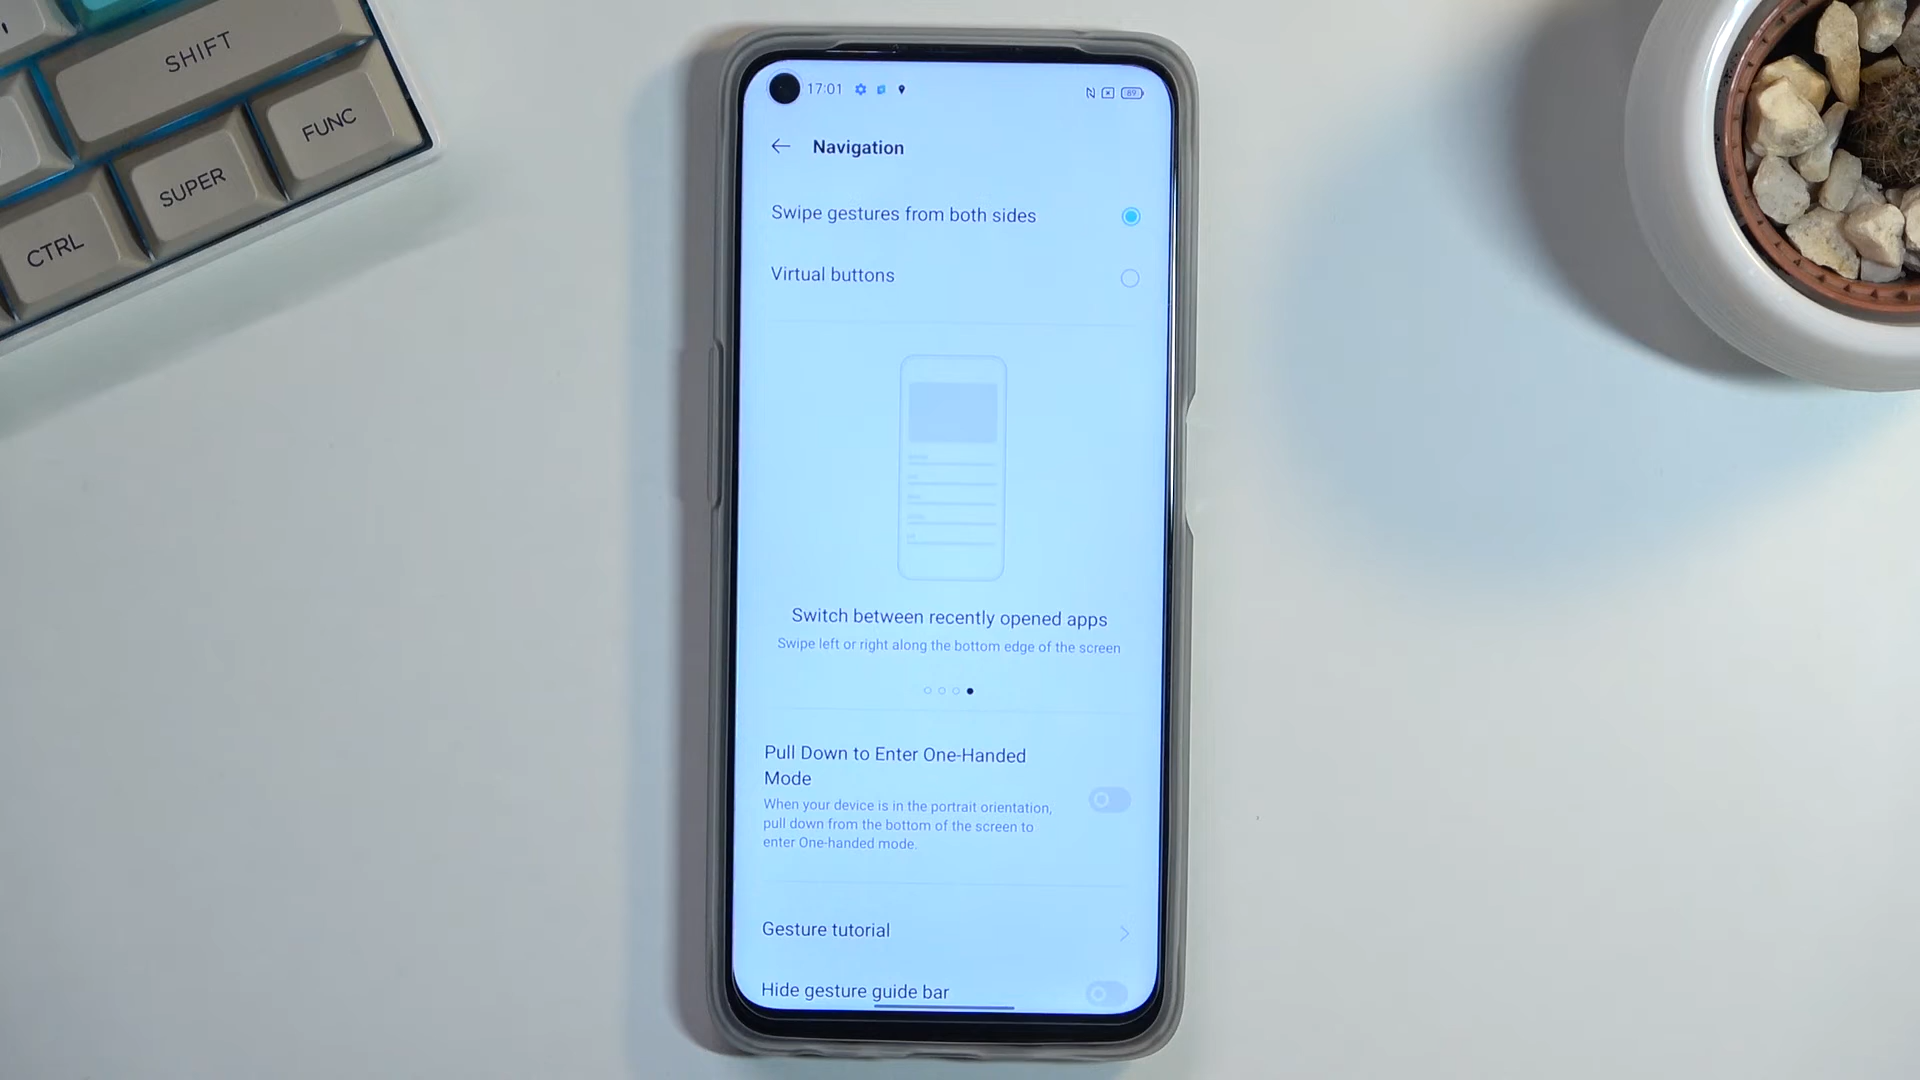 SHIFT
FUNC
SUPER
CTRL
17:01
89
Navigation
Swipe gestures from both sides
Virtual buttons
Switch between recently opened apps
Swipe left or right along the bottom edge of the screen
Pull Down to Enter One-Handed
Mode
When your device is in the portrait orientation,
pull down from the bottom of the screen to
enter One-handed mode.
Gesture tutorial
Hide gesture guide bar